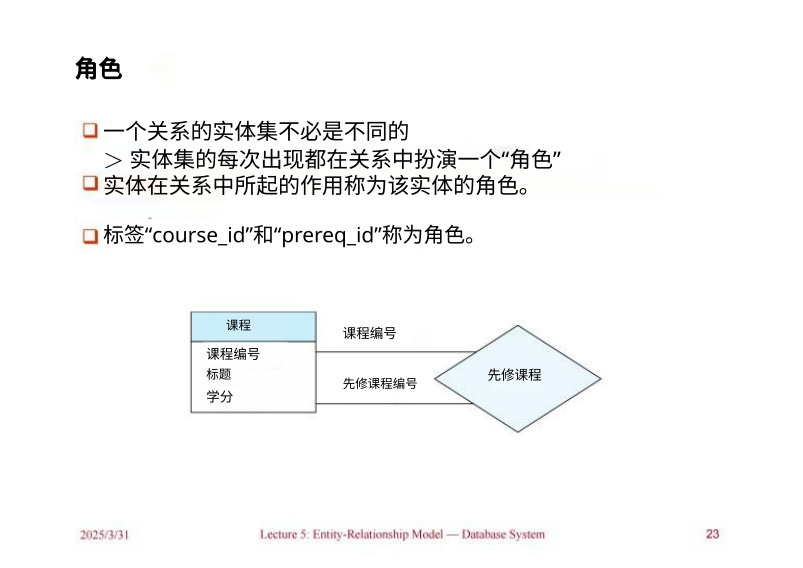 角色
一个关系的实体集不必是不同的
> 实体集的每次出现都在关系中扮演一个“角色”
实体在关系中所起的作用称为该实体的角色。
标签“course_id”和“prereq_id”称为角色。
课程
课程编号
标题
学分
课程编号
先修课程编号
先修课程
2025/3/31
Lecture 5: Entity-Relationship Model — Database System
23